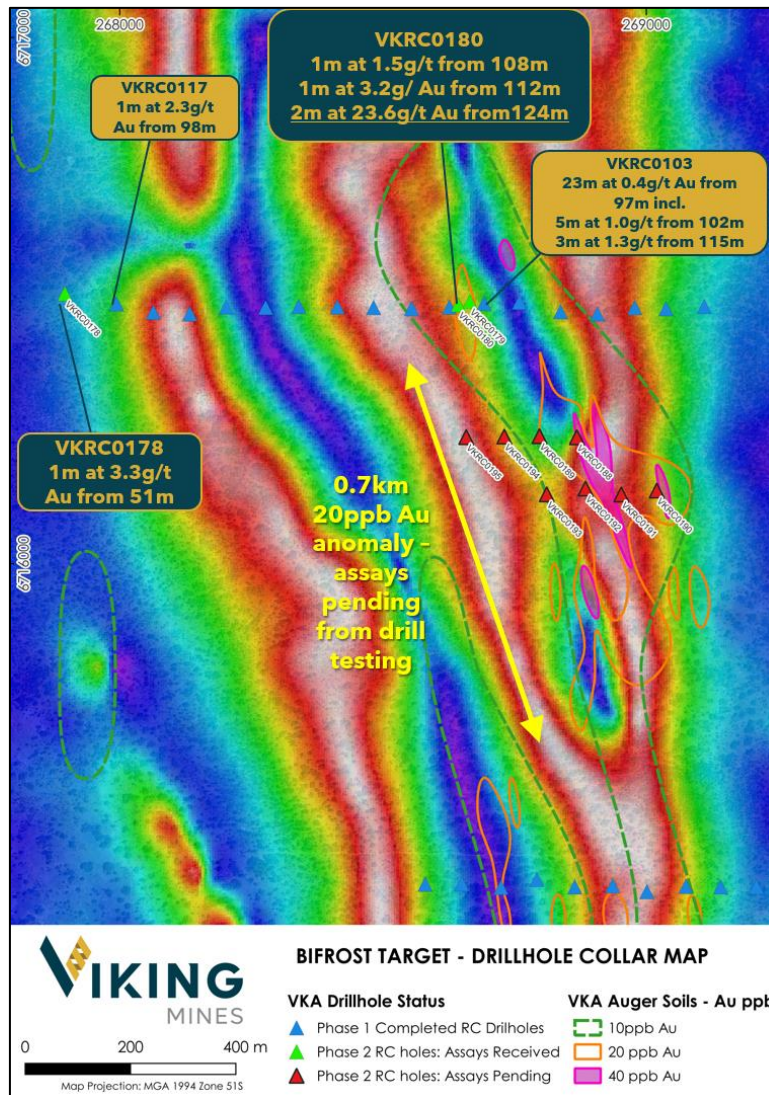 268000
269000
6717000
VKRC0180
1m at 1.5g/t from 108m
1m at 3.2g/ Au from 112m
2m at 23.6g/t Au from124m
VKRC0117
1m at 2.3g/t
Au from 98m
VKRC0103
23m at 0.4g/t Au from
97m incl.
5m at 1.0g/t from 102m
3m at 1.3g/t from 115m
VKRC0178
VKRC0179
VKRC0180
VKRC0178
1m at 3.3g/t
Au from 51m
VKRC0195
VKRC0194
VKRC0189
VKRC0188
VKRC0193
VKRC0192
VKRC0191
VKRC0190
0.7km
20ppb Au
anomaly –
assays
pending
from drill
testing
6716000
VIKING
MINES
0 200 400 m
Map Projection: MGA 1994 Zone 51S
BIFROST TARGET - DRILLHOLE COLLAR MAP
VKA Drillhole Status
Phase 1 Completed RC Drilholes
Phase 2 RC holes: Assays Received
Phase 2 RC holes: Assays Pending
VKA Auger Soils - Au ppb
10ppb Au
20 ppb Au
40 ppb Au